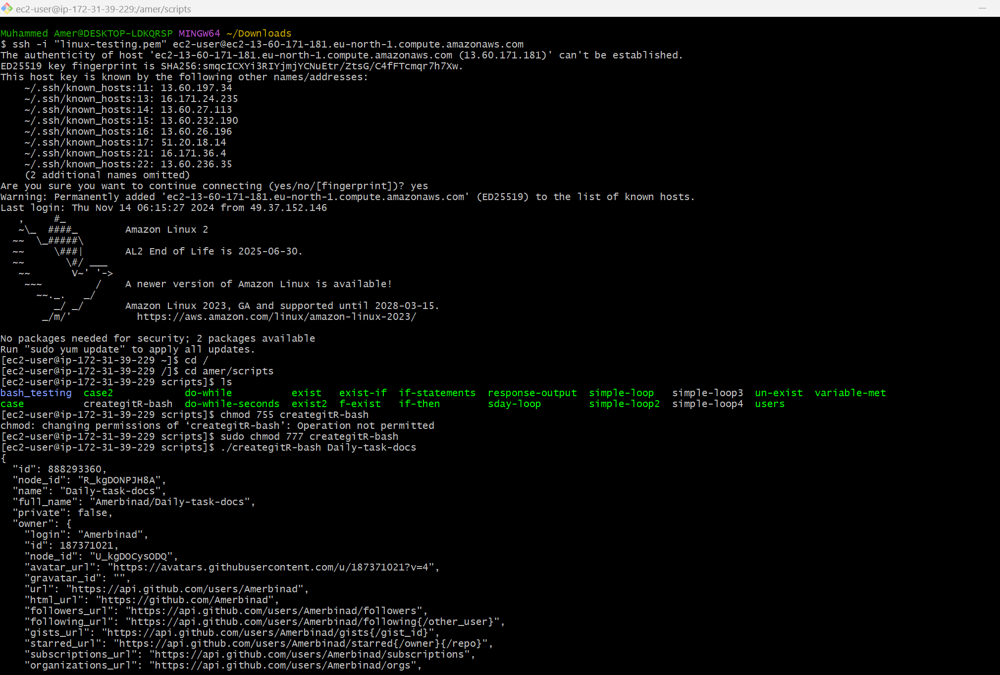 ec2-user@ip-172-31-39-229:/amer/scripts
Muhammed Amer@DESKTOP-LDKQRSP MINGW64 ~/Downloads
$ ssh -i "linux-testing.pem" ec2-user@ec2-13-60-171-181.eu-north-1.compute.amazonaws.com
The authenticity of host 'ec2-13-60-171-181.eu-north-1.compute.amazonaws.com (13.60.171.181)' can't be established.
ED25519 key fingerprint is SHA256:smqcICXYi3RIYjmjYCNuEtr/ZtsG/C4fFTcmqr7h7Xw.
This host key is known by the following other names/addresses:
    ~/.ssh/known_hosts:11: 13.60.197.34
    ~/.ssh/known_hosts:13: 16.171.24.235
    ~/.ssh/known_hosts:14: 13.60.27.113
    ~/.ssh/known_hosts:15: 13.60.232.190
    ~/.ssh/known_hosts:16: 13.60.26.196
    ~/.ssh/known_hosts:17: 51.20.18.14
    ~/.ssh/known_hosts:21: 16.171.36.4
    ~/.ssh/known_hosts:22: 13.60.236.35
    (2 additional names omitted)
Are you sure you want to continue connecting (yes/no/[fingerprint])? yes
Warning: Permanently added 'ec2-13-60-171-181.eu-north-1.compute.amazonaws.com' (ED25519) to the list of known hosts.
Last login: Thu Nov 14 06:15:27 2024 from 49.37.152.146
   ,     #_
   ~\_  ####_        Amazon Linux 2
  ~~  \_#####\
  ~~     \###|       AL2 End of Life is 2025-06-30.
  ~~       \#/ ___
   ~~       V~' '->
    ~~~         /    A newer version of Amazon Linux is available!
      ~~._.   _/
         _/ _/       Amazon Linux 2023, GA and supported until 2028-03-15.
       _/m/'           https://aws.amazon.com/linux/amazon-linux-2023/
No packages needed for security; 2 packages available
Run "sudo yum update" to apply all updates.
[ec2-user@ip-172-31-39-229 ~]$ cd /
[ec2-user@ip-172-31-39-229 /]$ cd amer/scripts
[ec2-user@ip-172-31-39-229 scripts]$ ls
bash_testing  case2            do-while          exist   exist-if  if-statements  response-output  simple-loop   simple-loop3  un-exist  variable-met
case          creategitR-bash  do-while-seconds  exist2  f-exist   if-then        sday-loop        simple-loop2  simple-loop4  users
[ec2-user@ip-172-31-39-229 scripts]$ chmod 755 creategitR-bash
chmod: changing permissions of ‘creategitR-bash’: Operation not permitted
[ec2-user@ip-172-31-39-229 scripts]$ sudo chmod 777 creategitR-bash
[ec2-user@ip-172-31-39-229 scripts]$ ./creategitR-bash Daily-task-docs
{
  "id": 888293360,
  "node_id": "R_kgDONPJH8A",
  "name": "Daily-task-docs",
  "full_name": "Amerbinad/Daily-task-docs",
  "private": false,
  "owner": {
    "login": "Amerbinad",
    "id": 187371021,
    "node_id": "U_kgDOCysODQ",
    "avatar_url": "https://avatars.githubusercontent.com/u/187371021?v=4",
    "gravatar_id": "",
    "url": "https://api.github.com/users/Amerbinad",
    "html_url": "https://github.com/Amerbinad",
    "followers_url": "https://api.github.com/users/Amerbinad/followers",
    "following_url": "https://api.github.com/users/Amerbinad/following{/other_user}",
    "gists_url": "https://api.github.com/users/Amerbinad/gists{/gist_id}",
    "starred_url": "https://api.github.com/users/Amerbinad/starred{/owner}{/repo}",
    "subscriptions_url": "https://api.github.com/users/Amerbinad/subscriptions",
    "organizations_url": "https://api.github.com/users/Amerbinad/orgs",